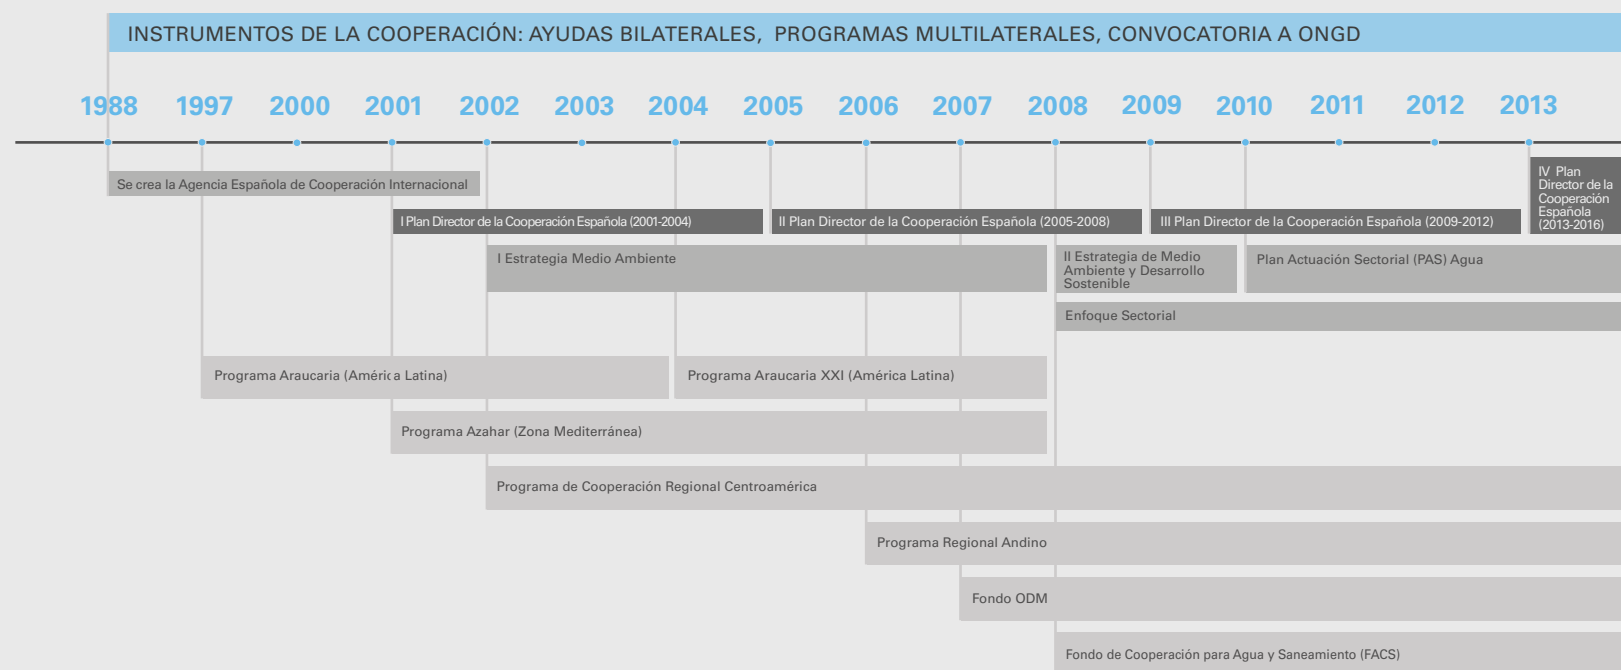 INSTRUMENTOS DE LA COOPERACIÓN: AYUDAS BILATERALES, PROGRAMAS MULTILATERALES, CONVOCATORIA A ONGD
1988 1997 2000 2001 2002 2003 2004 2005 2006 2007 2008 2009 2010 2011 2012 2013
Se crea la Agencia Española de Cooperación Internacional
IV Plan
Director de la
Cooperación
Española
(2013-2016)
I Plan Director de la Cooperación Española (2001-2004)
II Plan Director de la Cooperación Española (2005-2008)
III Plan Director de la Cooperación Española (2009-2012)
I Estrategia Medio Ambiente
II Estrategia de Medio
Ambiente y Desarrollo
Sostenible
Plan Actuación Sectorial (PAS) Agua
Enfoque Sectorial
Programa Araucaria (América Latina)
Programa Araucaria XXI (América Latina)
Programa Azahar (Zona Mediterránea)
Programa de Cooperación Regional Centroamérica
Programa Regional Andino
Fondo ODM
Fondo de Cooperación para Agua y Saneamiento (FACS)